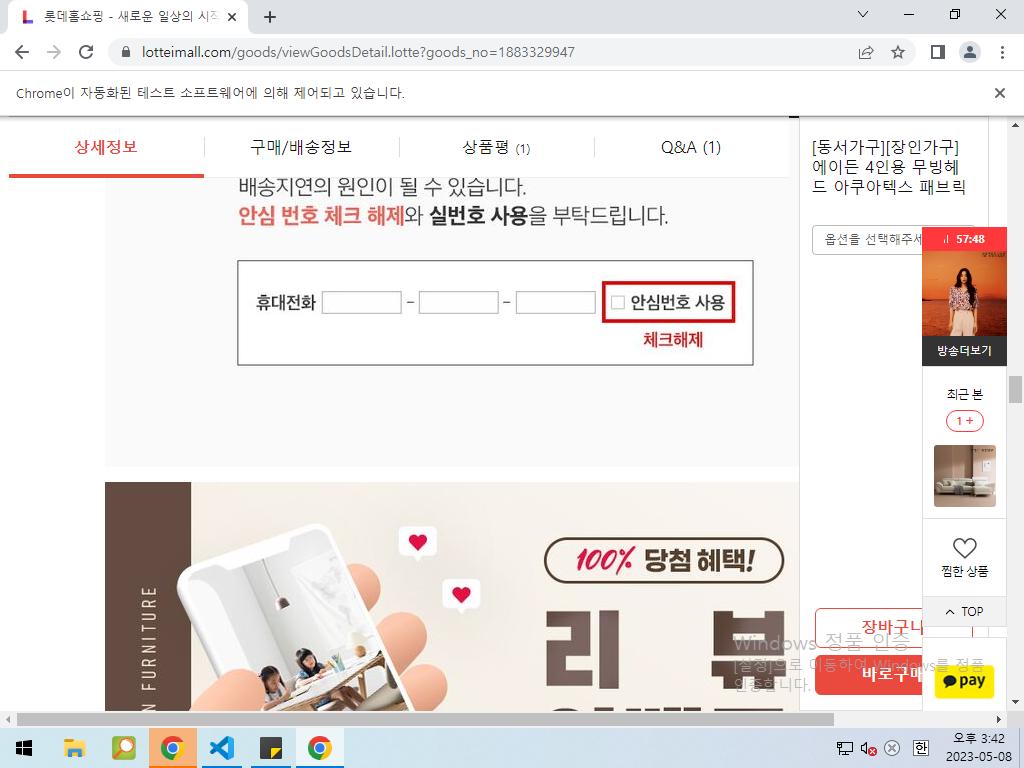 롯데홈쇼핑 - 새로운 일상의 시작
lotteimall.com/goods/viewGoodsDetail.lotte?goods_no=1883329947
Chrome이 자동화된 테스트 소프트웨어에 의해 제어되고 있습니다.
상세정보
구매/배송정보
상품평 (1)
Q&A (1)
배송지연의 원인이 될 수 있습니다.
안심 번호 체크 해제와 실번호 사용을 부탁드립니다.
휴대전화 - - 안심번호 사용
체크해제
100% 당첨 혜택!
리 뷰
FURNITURE
[동서가구][장인가구]
에이든 4인용 무빙헤
드 아쿠아텍스 패브릭
옵션을 선택해주세
57:48
방송더보기
최근 본
1 +
찜한 상품
TOP
장바구니
바로구매
pay
Windows 정품 인증
[설정]으로 이동하여 Windows를 정품
인증합니다.
한
오후 3:42
2023-05-08